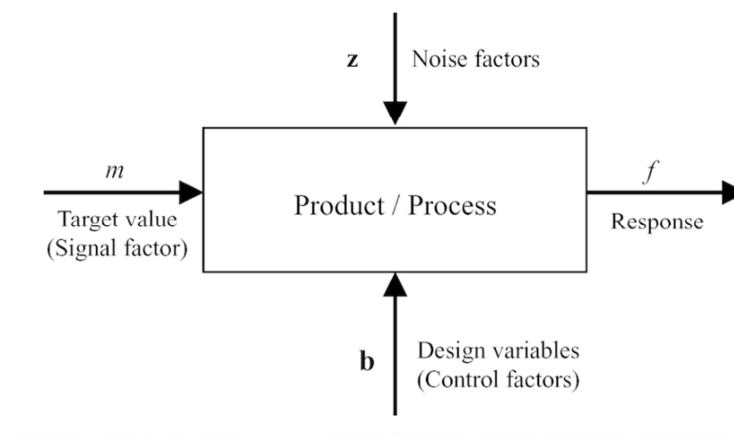 z Noise factors
m
f
Product / Process
Target value
(Signal factor)
Response
b
Design variables
(Control factors)